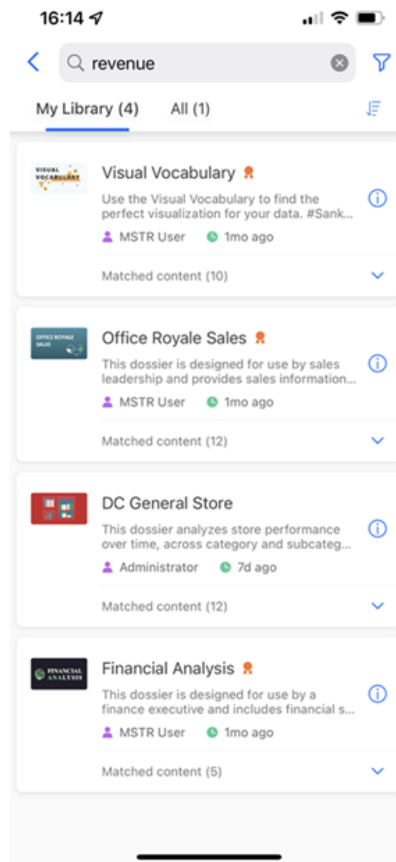 16:14
revenue
My Library (4) All (1)
VISUAL
VOCABULARY
Visual Vocabulary
Use the Visual Vocabulary to find the
perfect visualization for your data. #Sank...
MSTR User 1mo ago
Matched content (10)
OFFICE ROYALE
SALES
Office Royale Sales
This dossier is designed for use by sales
leadership and provides sales information...
MSTR User 1mo ago
Matched content (12)
DC General Store
This dossier analyzes store performance
over time, across category and subcateg...
Administrator 7d ago
Matched content (12)
FINANCIAL
ANALYSIS
Financial Analysis
This dossier is designed for use by a
finance executive and includes financial s...
MSTR User 1mo ago
Matched content (5)